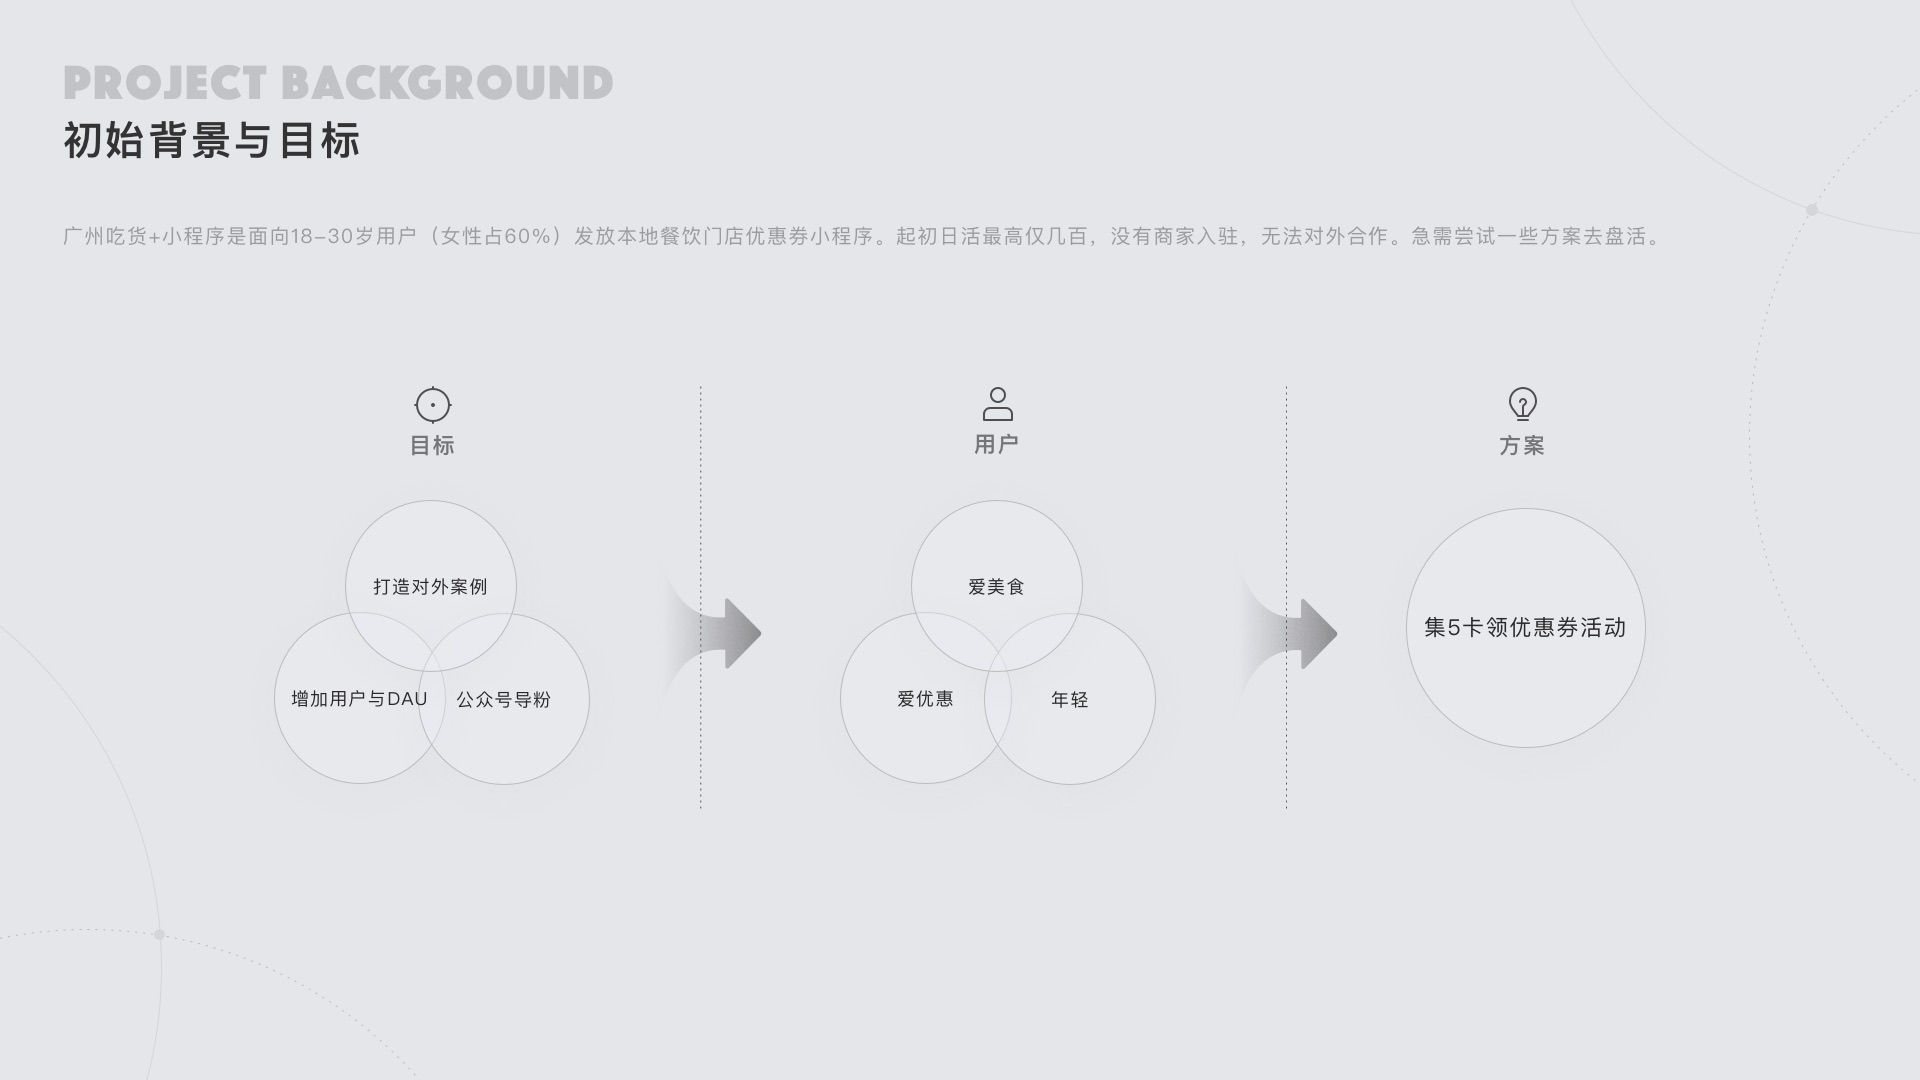 PROJECT BACKGROUND
初始背景与目标
广州吃货+小程序是面向18–30岁用户（女性占60%）发放本地餐饮门店优惠券小程序。起初日活最高仅几百，没有商家入驻，无法对外合作。急需尝试一些方案去盘活。
目标
打造对外案例
增加用户与DAU
公众号导粉
用户
爱美食
爱优惠
年轻
方案
集5卡领优惠券活动